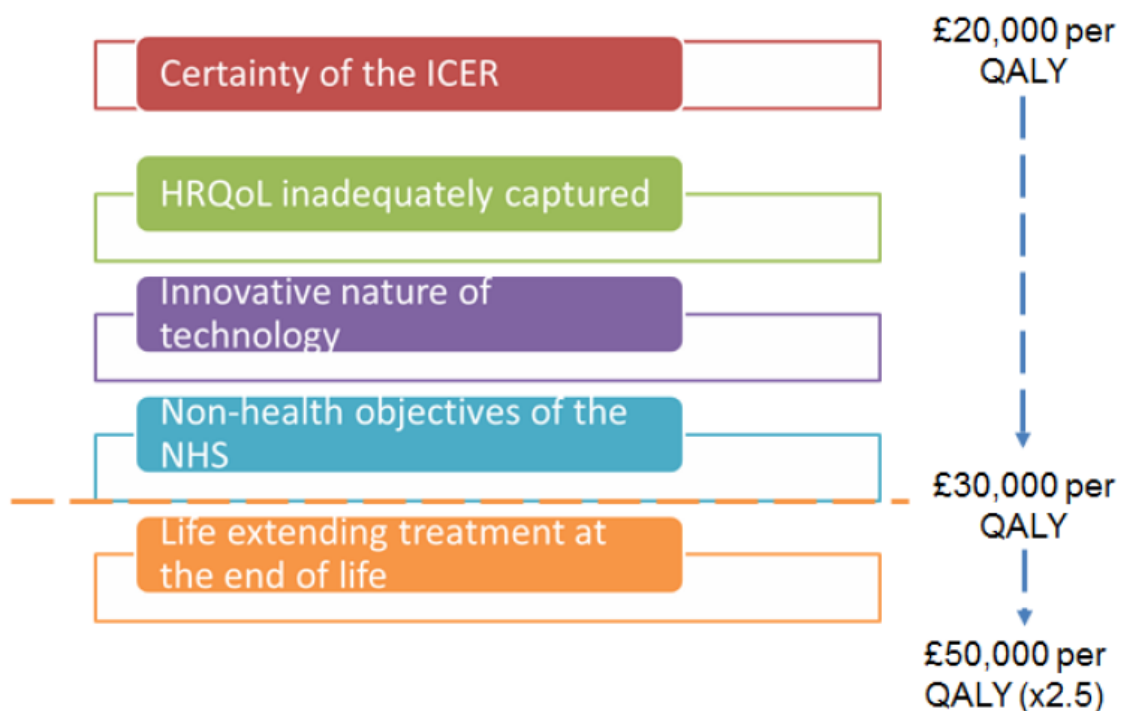 Certainty of the ICER
£20,000 per
QALY
HRQoL inadequately captured
Innovative nature of
technology
Non-health objectives of the
NHS
£30,000 per
QALY
Life extending treatment at
the end of life
£50,000 per
QALY (x2.5)